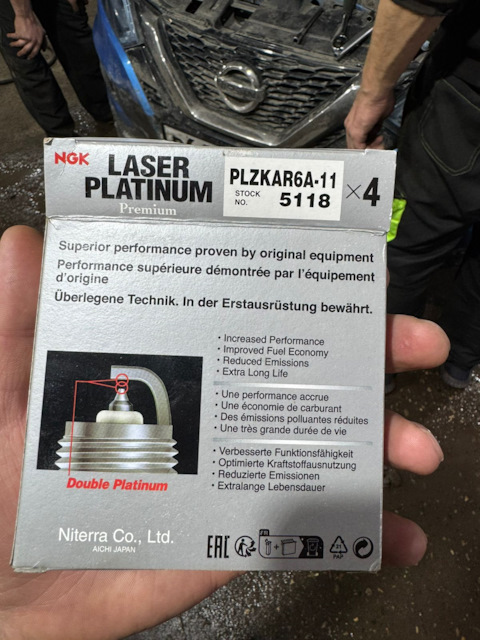 NGK
LASER
PLATINUM
Premium
PLZKAR6A-11
STOCK
NO. 5118
×4
Superior performance proven by original equipment
Performance supérieure démontrée par l'équipement
d'origine
Überlegene Technik. In der Erstausrüstung bewährt.
• Increased Performance
• Improved Fuel Economy
• Reduced Emissions
• Extra Long Life
• Une performance accrue
• Une économie de carburant
• Des émissions polluantes réduites
• Une très grande durée de vie
• Verbesserte Funktionsfähigkeit
• Optimierte Kraftstoffausnutzung
• Reduzierte Emissionen
• Extralange Lebensdauer
Double Platinum
Niterra Co., Ltd.
AICHI JAPAN
EAC
FR
21
PAP